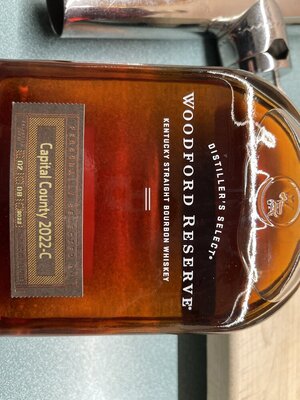 DISTILLER'S SELECT.
WOODFORD RESERVE®
KENTUCKY STRAIGHT BOURBON WHISKEY
Capital County 2022-C